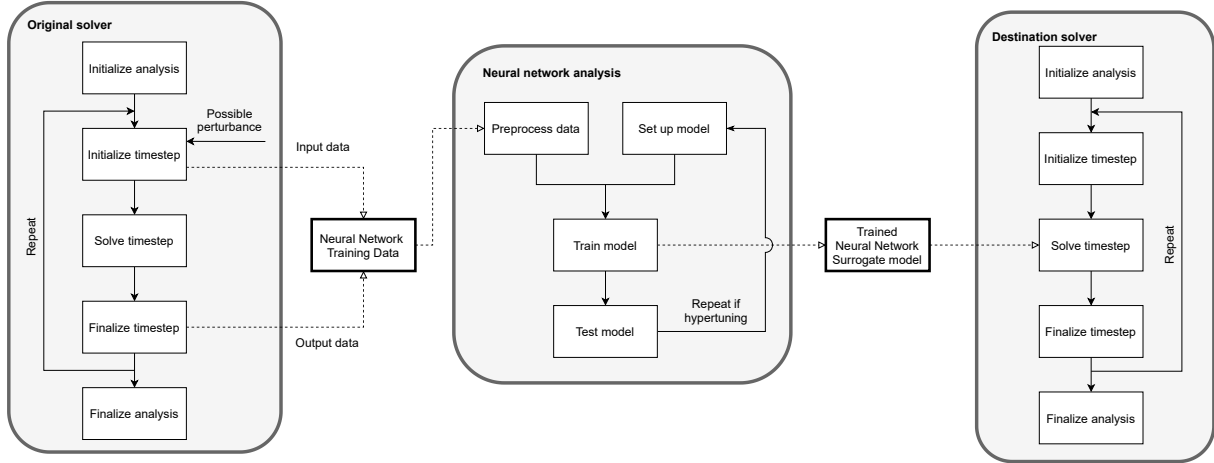 Original solver
Initialize analysis
Possible
perturbance
Initialize timestep
Repeat
Solve timestep
Finalize timestep
Finalize analysis
Input data
Neural Network
Training Data
Output data
Neural network analysis
Preprocess data
Set up model
Train model
Test model
Repeat if
hypertuning
Trained
Neural Network
Surrogate model
Destination solver
Initialize analysis
Initialize timestep
Solve timestep
Repeat
Finalize timestep
Finalize analysis